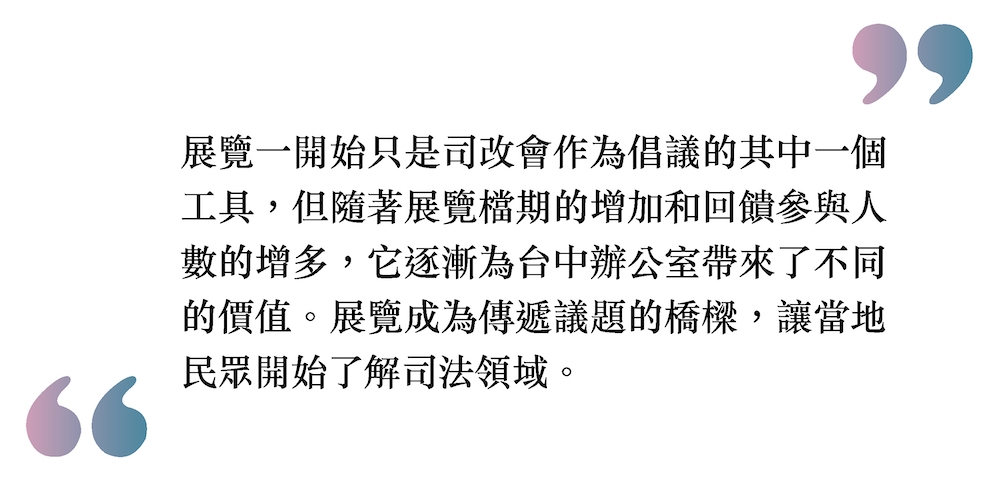 展覽一開始只是司改會作為倡議的其中一個
工具，但隨著展覽檔期的增加和回饋參與人
數的增多，它逐漸為台中辦公室帶來了不同
的價值。展覽成為傳遞議題的橋樑，讓當地
民眾開始了解司法領域。